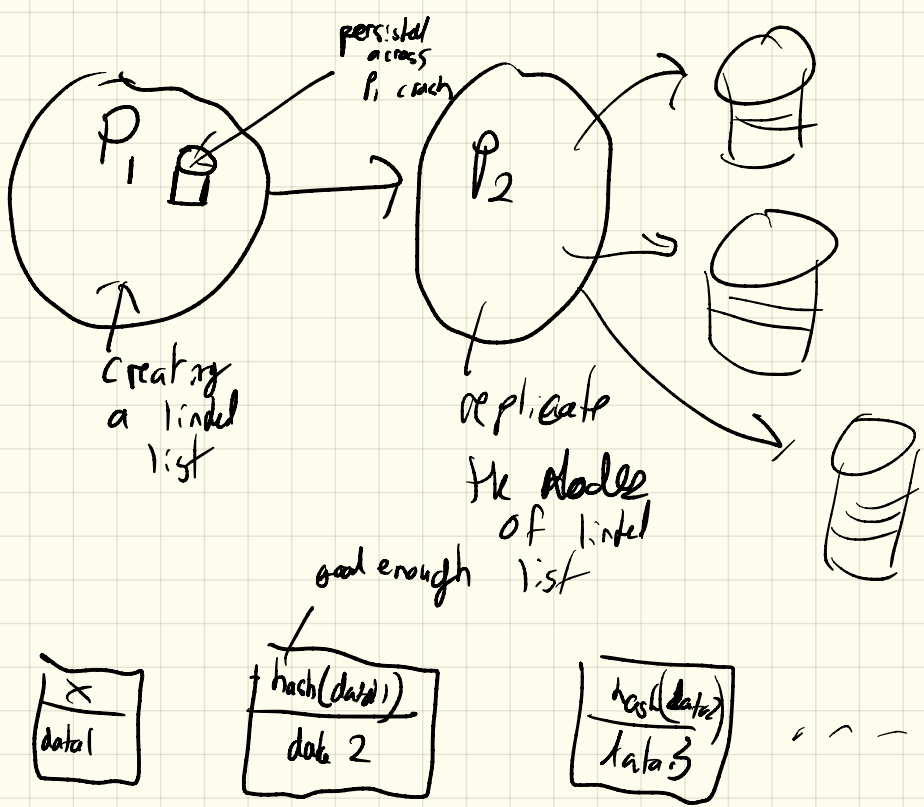 persisted
across
P1 crash
P1
P2
creating
a linked
list
replicate
the Nodes
of linked
list
good enough
X
data1
hash(data1)
data 2
hash(data2)
data3